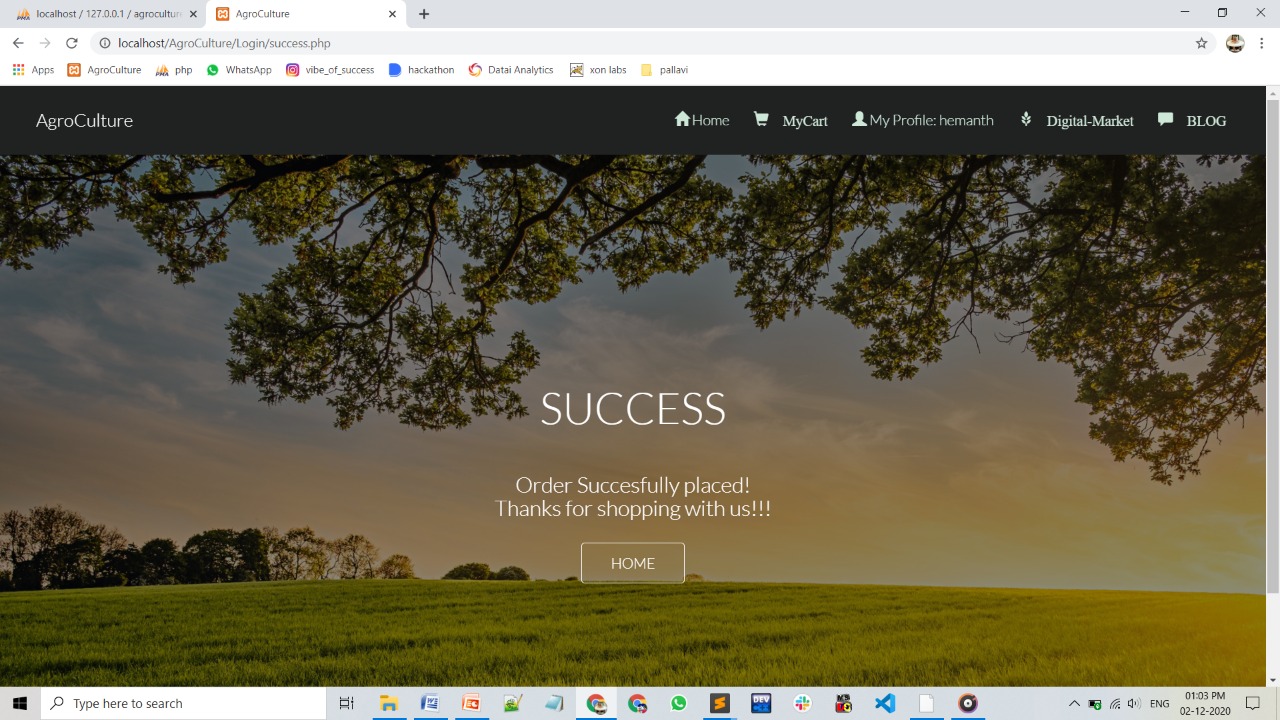 localhost / 127.0.0.1 / agroculture
AgroCulture
localhost/AgroCulture/Login/success.php
Apps AgroCulture php WhatsApp vibe_of_success hackathon Datai Analytics xon labs pallavi
AgroCulture Home MyCart My Profile: hemanth Digital-Market BLOG
SUCCESS
Order Succesfully placed!
Thanks for shopping with us!!!
HOME
Type here to search
ENG
01:03 PM
02-12-2020